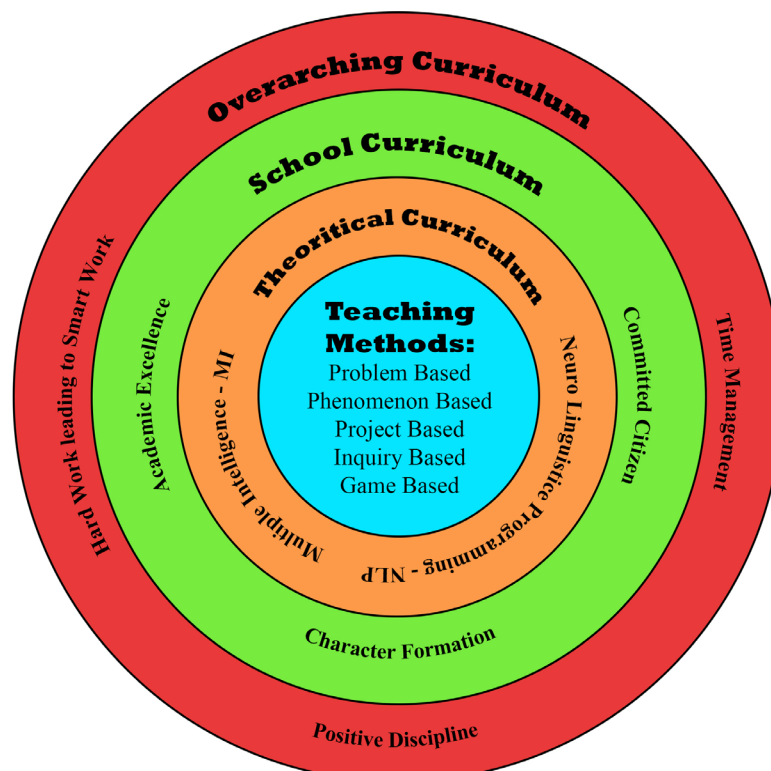 Overarching Curriculum
Hard Work leading to Smart Work
Time Management
Positive Discipline
School Curriculum
Academic Excellence
Committed Citizen
Character Formation
Theoritical Curriculum
Multiple Intelligence - MI
Neuro Linguistice Programming - NLP
Teaching
Methods:
Problem Based
Phenomenon Based
Project Based
Inquiry Based
Game Based